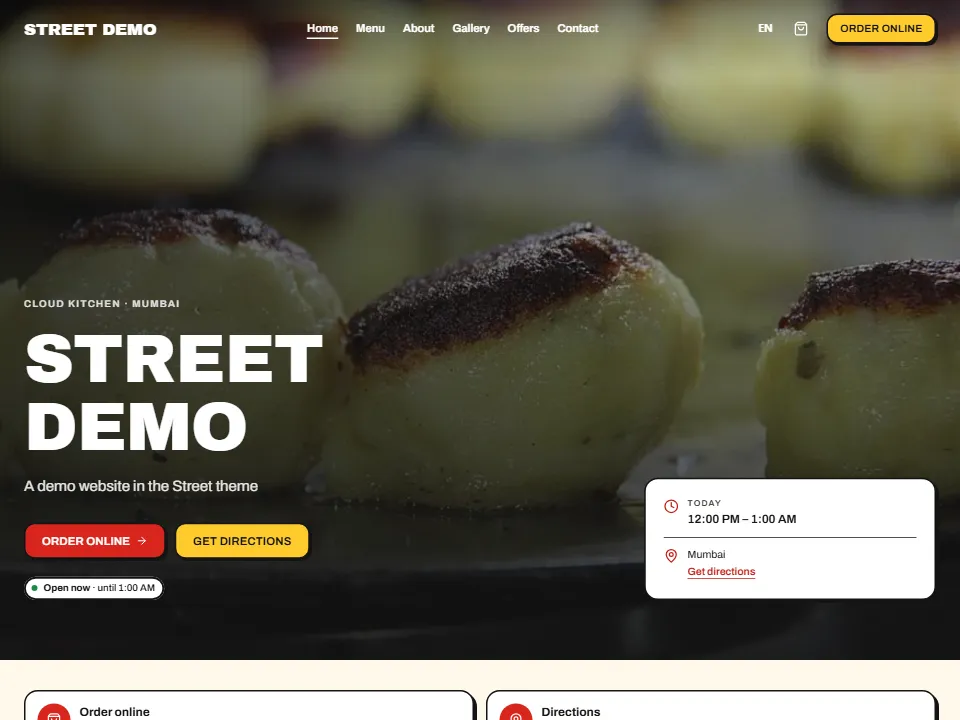 STREET DEMO
Home Menu About Gallery Offers Contact
EN
ORDER ONLINE
CLOUD KITCHEN · MUMBAI
STREET
DEMO
A demo website in the Street theme
ORDER ONLINE
GET DIRECTIONS
Open now · until 1:00 AM
TODAY
12:00 PM – 1:00 AM
Mumbai
Get directions
Order online
Directions